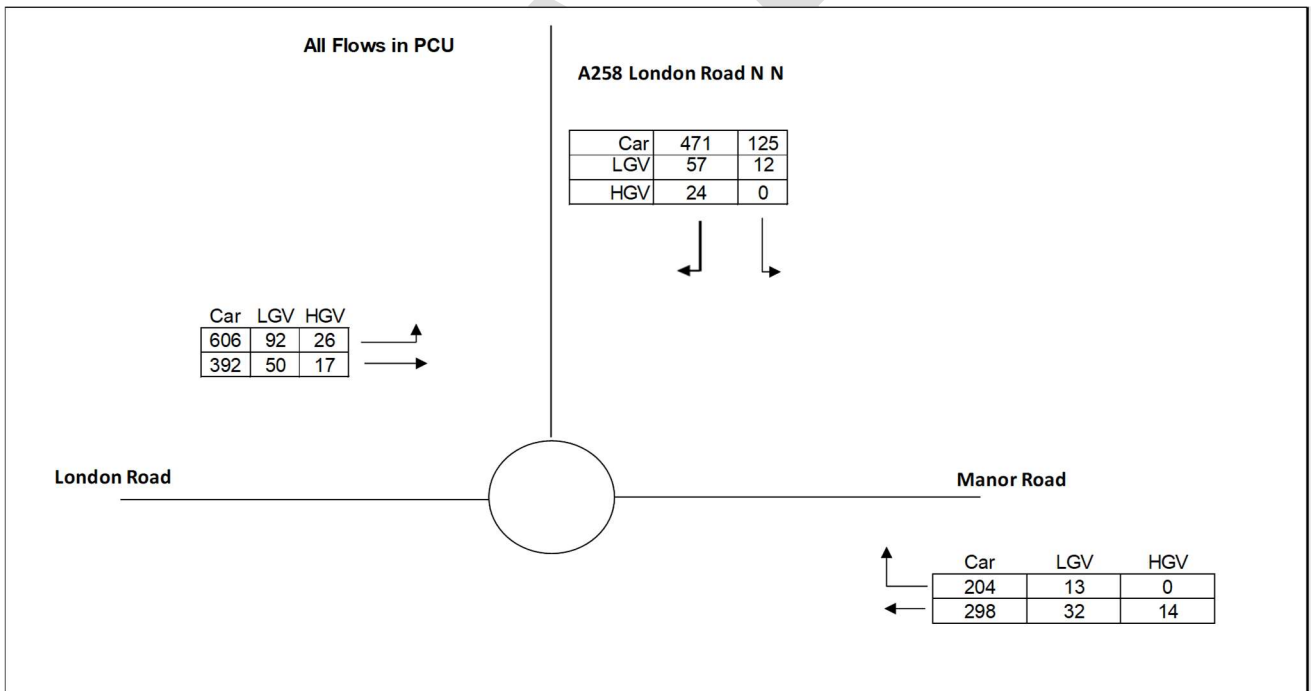 All Flows in PCU
A258 London Road N N
Car 471 125
LGV 57 12
HGV 24 0
Car LGV HGV
606 92 26
392 50 17
London Road
Manor Road
Car LGV HGV
204 13 0
298 32 14